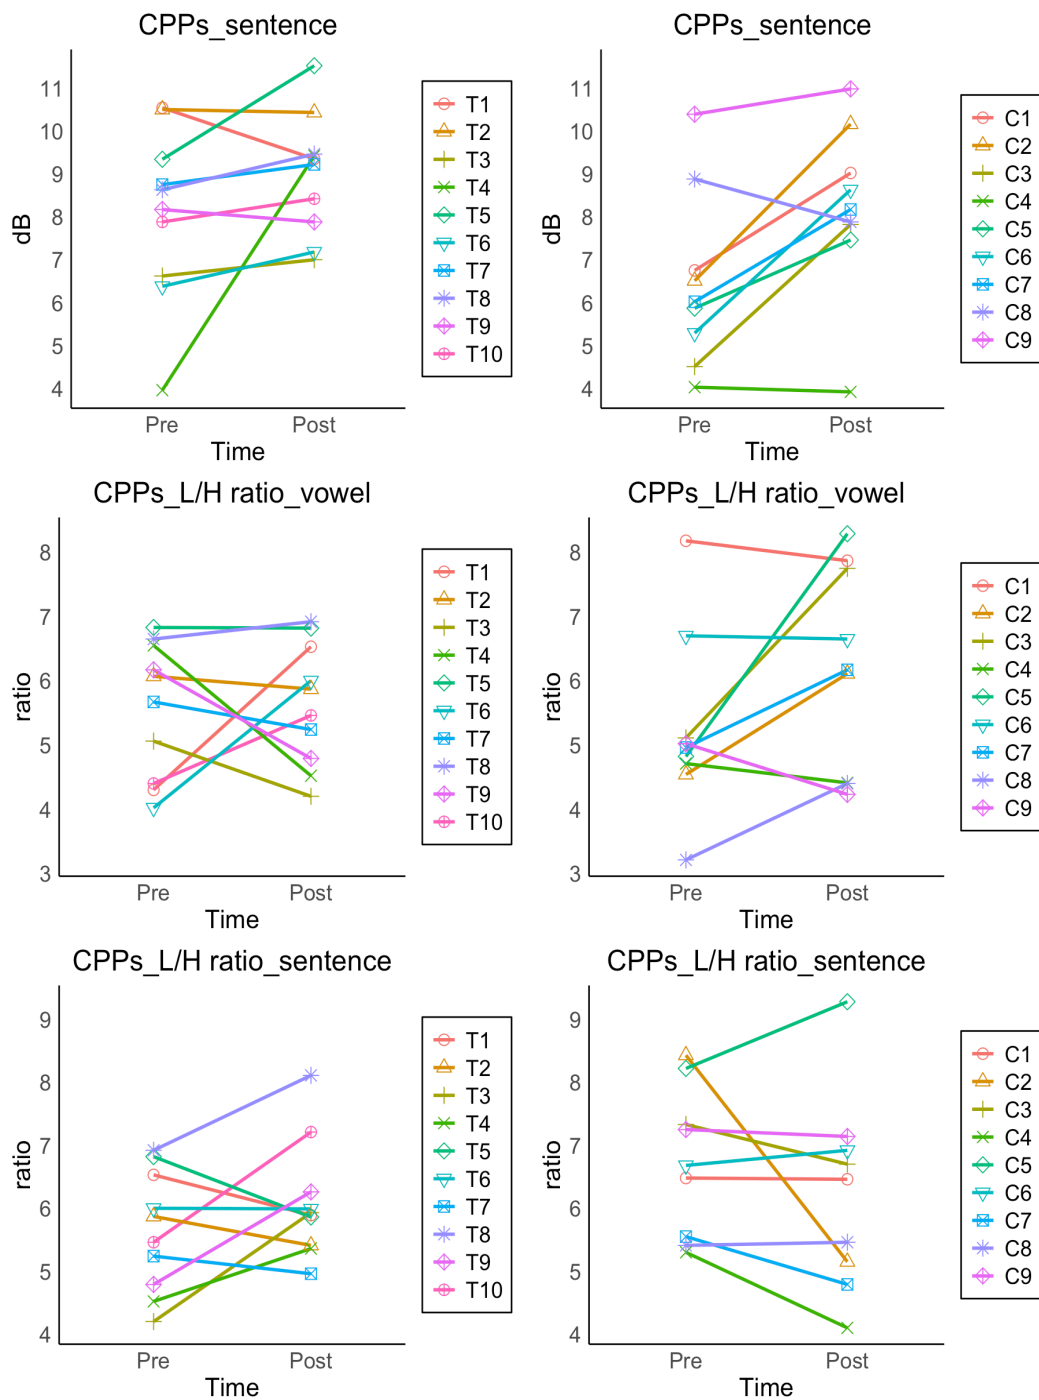 CPPs_sentence
11
10
9
8
7
6
5
4
dB
Pre
Post
Time
T1
T2
T3
T4
T5
T6
T7
T8
T9
T10
CPPs_sentence
11
10
9
8
7
6
5
4
dB
Pre
Post
Time
C1
C2
C3
C4
C5
C6
C7
C8
C9
CPPs_L/H ratio_vowel
8
7
6
5
4
3
ratio
Pre
Post
Time
T1
T2
T3
T4
T5
T6
T7
T8
T9
T10
CPPs_L/H ratio_vowel
8
7
6
5
4
3
ratio
Pre
Post
Time
C1
C2
C3
C4
C5
C6
C7
C8
C9
CPPs_L/H ratio_sentence
9
8
7
6
5
4
ratio
Pre
Post
Time
T1
T2
T3
T4
T5
T6
T7
T8
T9
T10
CPPs_L/H ratio_sentence
9
8
7
6
5
4
ratio
Pre
Post
Time
C1
C2
C3
C4
C5
C6
C7
C8
C9